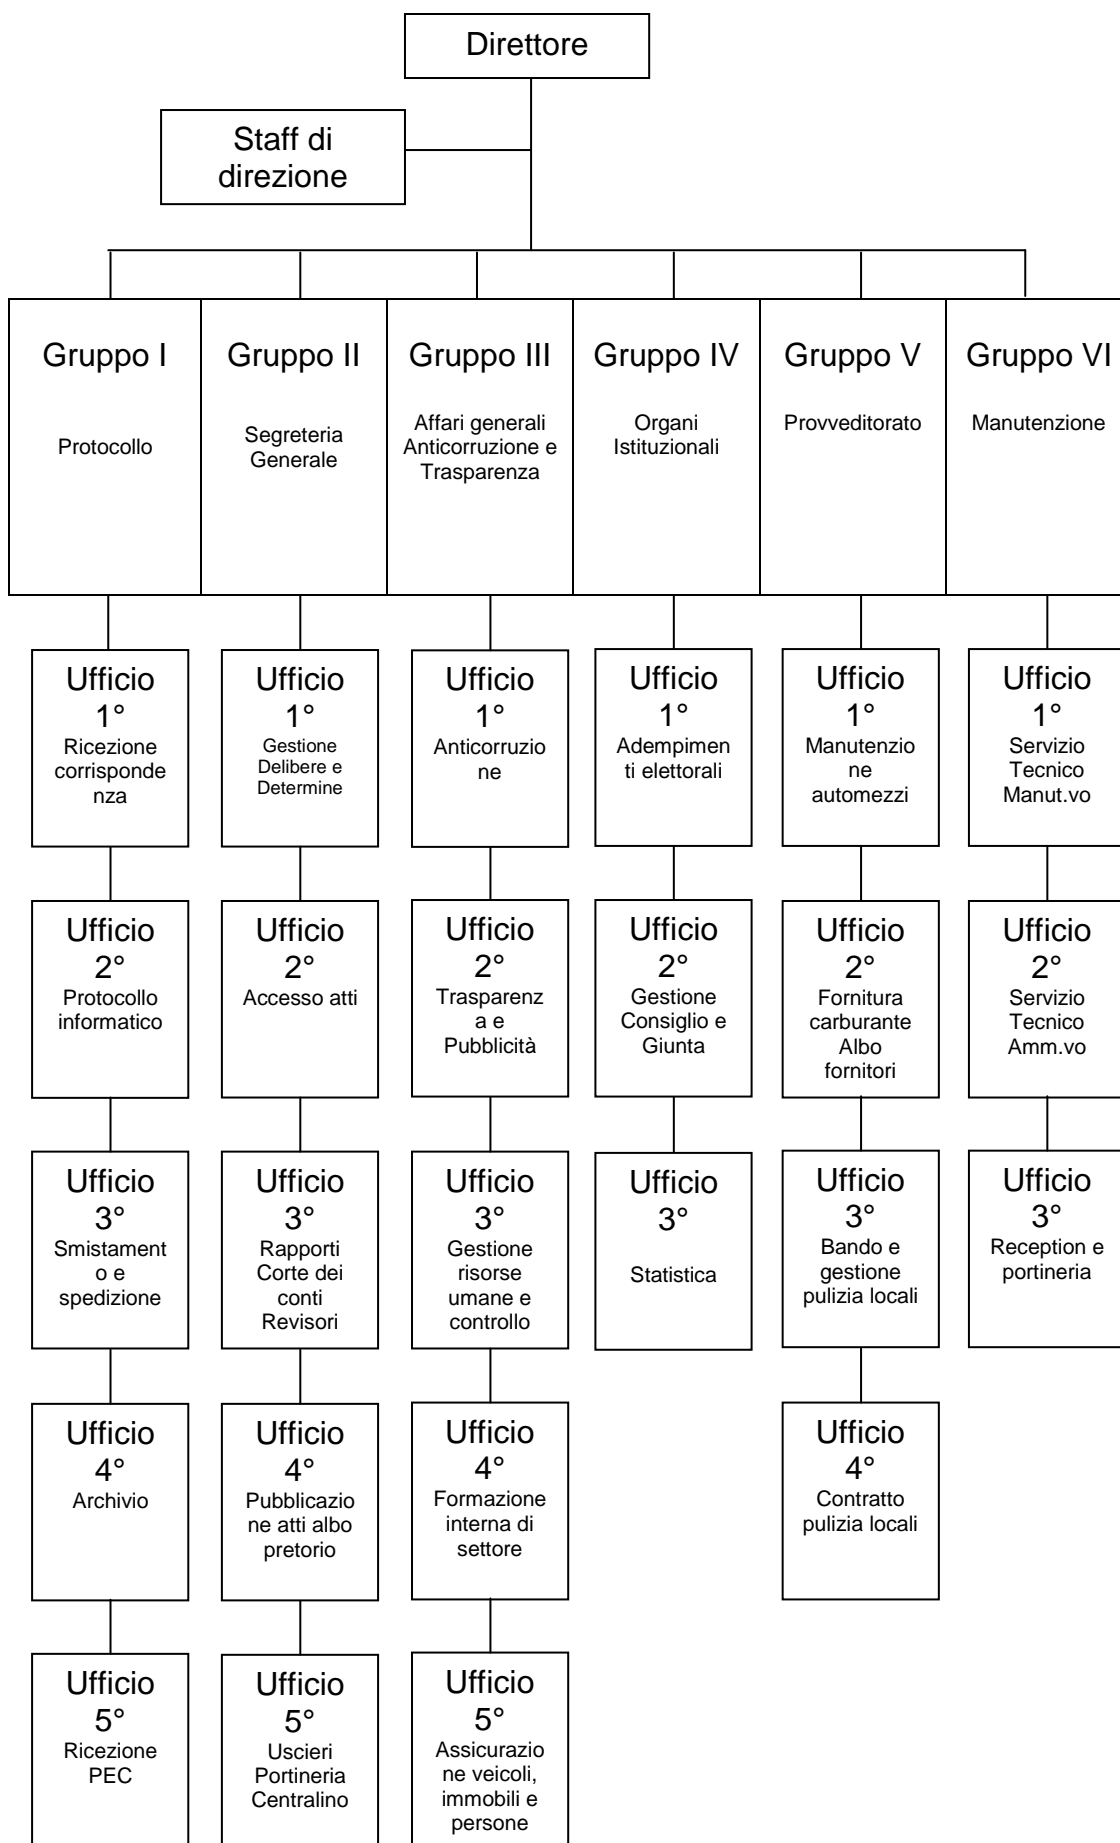 Direttore
Staff di
direzione
Gruppo I
Protocollo
Gruppo II
Segreteria
Generale
Gruppo III
Affari generali
Anticorruzione e
Trasparenza
Gruppo IV
Organi
Istituzionali
Gruppo V
Provveditorato
Gruppo VI
Manutenzione
Ufficio
1°
Ricezione
corrisponde
nza
Ufficio
1°
Gestione
Delibere e
Determine
Ufficio
1°
Anticorruzio
ne
Ufficio
1°
Adempimen
ti elettorali
Ufficio
1°
Manutenzio
ne
automezzi
Ufficio
1°
Servizio
Tecnico
Manut.vo
Ufficio
2°
Protocollo
informatico
Ufficio
2°
Accesso atti
Ufficio
2°
Trasparenz
a e
Pubblicità
Ufficio
2°
Gestione
Consiglio e
Giunta
Ufficio
2°
Fornitura
carburante
Albo
fornitori
Ufficio
2°
Servizio
Tecnico
Amm.vo
Ufficio
3°
Smistament
o e
spedizione
Ufficio
3°
Rapporti
Corte dei
conti
Revisori
Ufficio
3°
Gestione
risorse
umane e
controllo
Ufficio
3°
Statistica
Ufficio
3°
Bando e
gestione
pulizia locali
Ufficio
3°
Reception e
portineria
Ufficio
4°
Archivio
Ufficio
4°
Pubblicazio
ne atti albo
pretorio
Ufficio
4°
Formazione
interna di
settore
Ufficio
4°
Contratto
pulizia locali
Ufficio
5°
Ricezione
PEC
Ufficio
5°
Uscieri
Portineria
Centralino
Ufficio
5°
Assicurazio
ne veicoli,
immobili e
persone